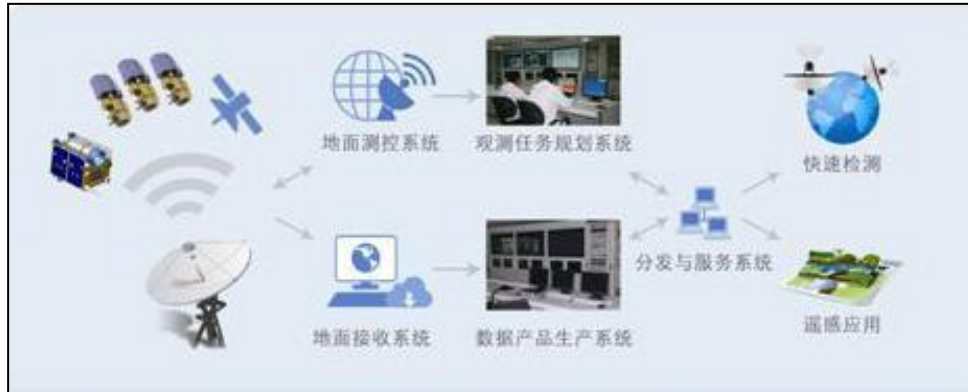 地面测控系统
观测任务规划系统
快速检测
分发与服务系统
地面接收系统
数据产品生产系统
遥感应用